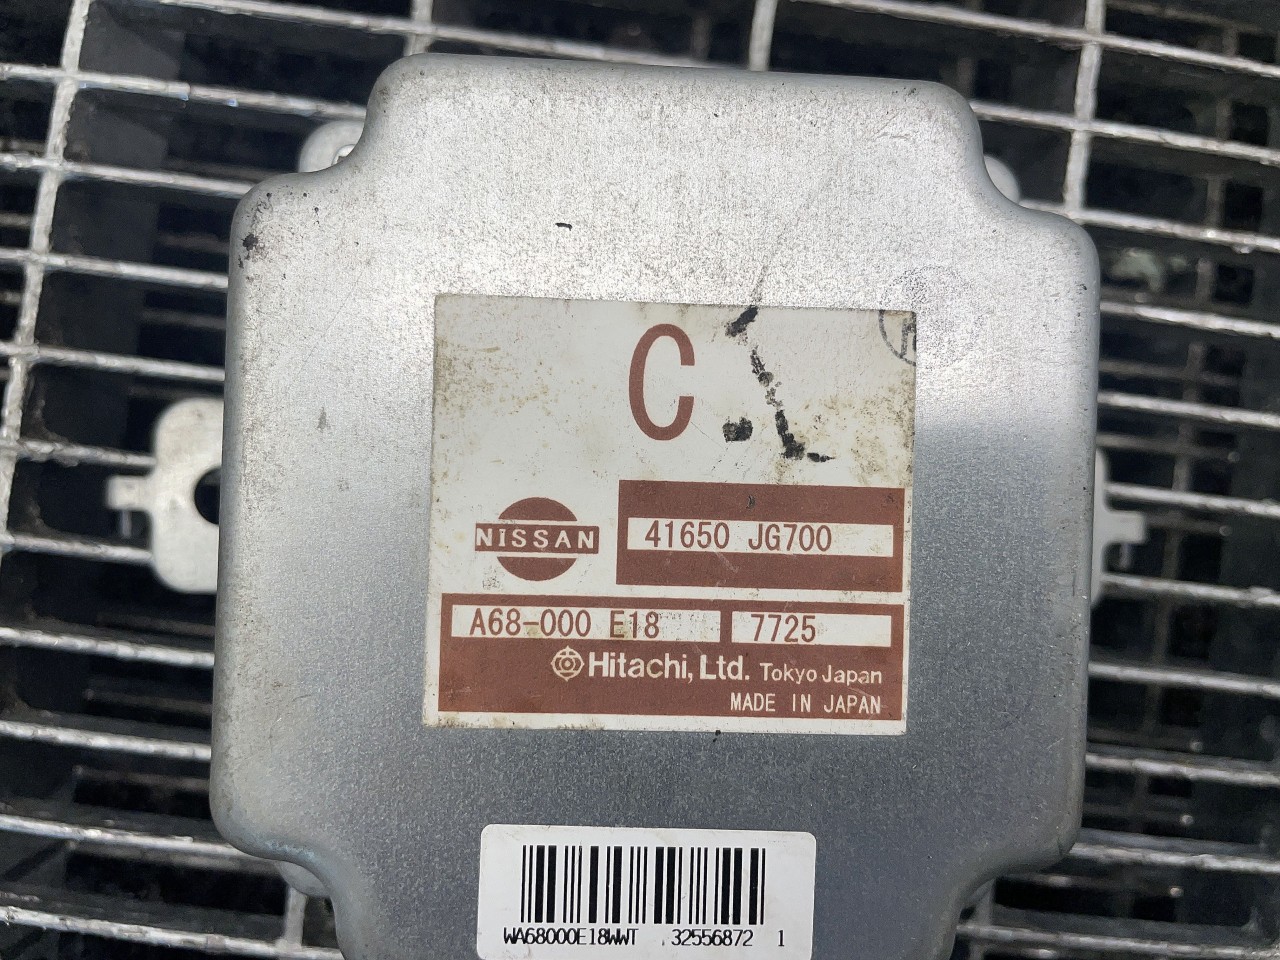 C
NISSAN
41650 JG700
A68-000 E18 7725
Hitachi, Ltd. Tokyo Japan
MADE IN JAPAN
WA68000E18WWT 32556872 1